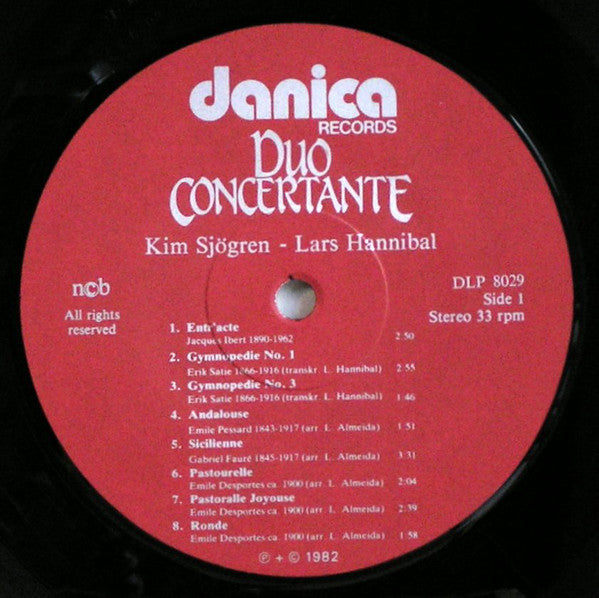 danica
RECORDS
DUO
CONCERTANTE
Kim Sjögren - Lars Hannibal
ncb
All rights
reserved
DLP 8029
Side 1
Stereo 33 rpm
1. Entr'acte
Jacques Ibert 1890-1962 2:50
2. Gymnopedie No. 1
Erik Satie 1866-1916 (transkr. L. Hannibal) 2:55
3. Gymnopedie No. 3
Erik Satie 1866-1916 (transkr. L. Hannibal) 1:46
4. Andalouse
Emile Pessard 1843-1917 (arr. L. Almeida) 1:51
5. Sicilienne
Gabriel Fauré 1845-1917 (arr. L. Almeida) 3:31
6. Pastourelle
Emile Desportes ca. 1900 (arr. L. Almeida) 2:04
7. Pastoralle Joyouse
Emile Desportes ca. 1900 (arr. L. Almeida) 2:39
8. Ronde
Emile Desportes ca. 1900 (arr. L. Almeida) 1:58
℗ + © 1982